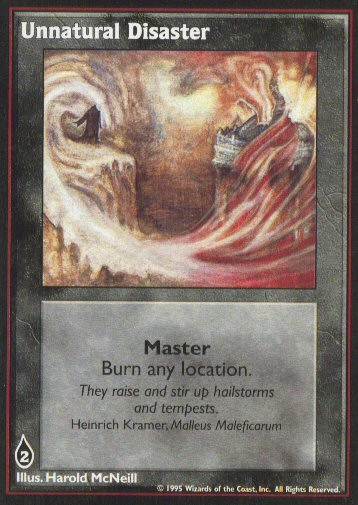 Unnatural Disaster
Master
Burn any location.
They raise and stir up hailstorms
and tempests.
Heinrich Kramer, Malleus Maleficarum
2
Illus. Harold McNeill
© 1995 Wizards of the Coast, Inc. All Rights Reserved.